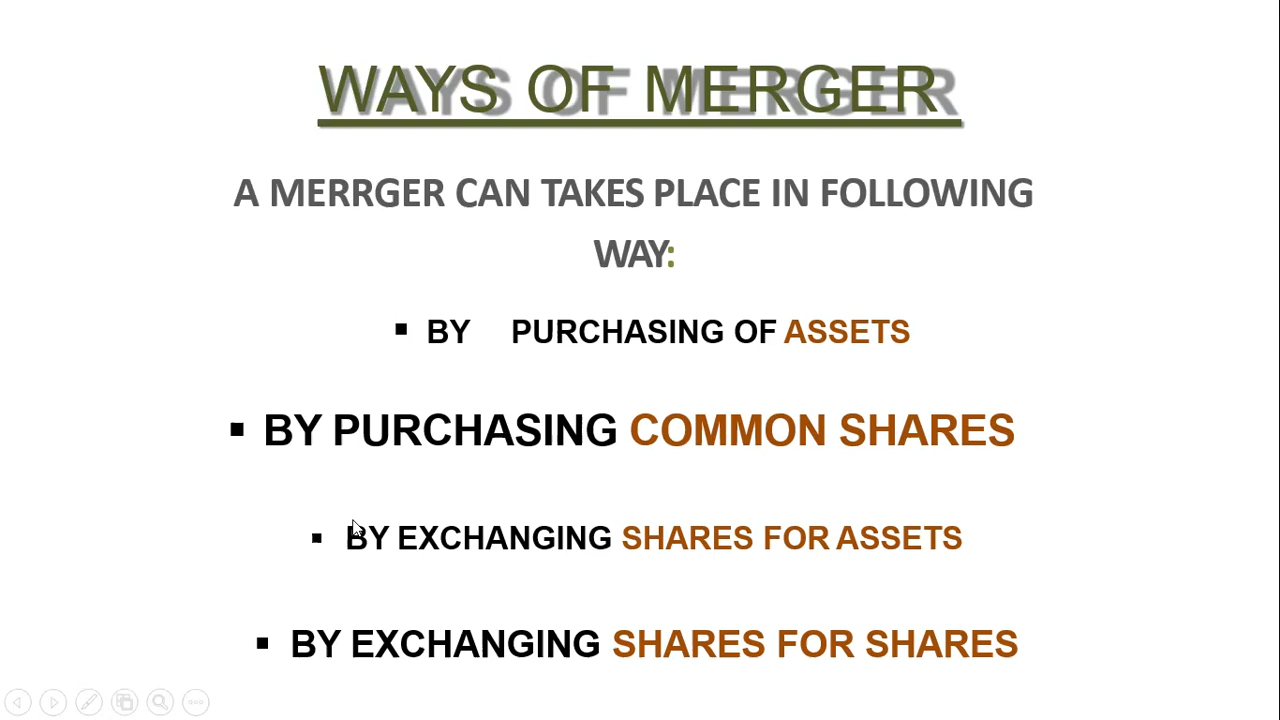 WAYS OF MERGER
A MERRGER CAN TAKES PLACE IN FOLLOWING
WAY:
▪ BY PURCHASING OF ASSETS
▪ BY PURCHASING COMMON SHARES
▪ BY EXCHANGING SHARES FOR ASSETS
▪ BY EXCHANGING SHARES FOR SHARES